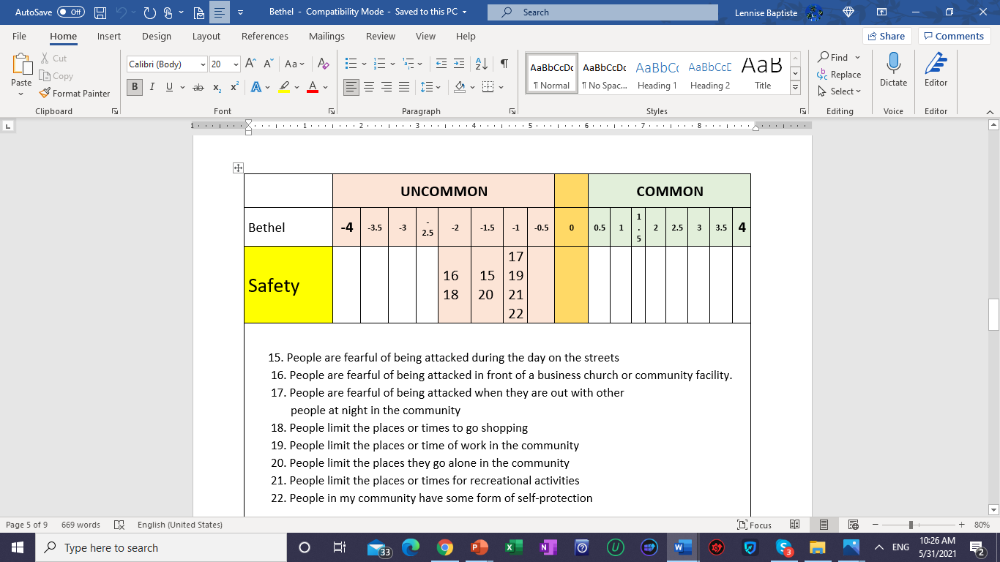 AutoSave Off Bethel - Compatibility Mode - Saved to this PC Search Lennise Baptiste
File Home Insert Design Layout References Mailings Review View Help Share Comments
Paste
Cut
Copy
Format Painter
Clipboard
Calibri (Body) 20
Font
Paragraph
AaBbCcDc AaBbCcDc AaBbC AaBbCcD AaB
¶ Normal ¶ No Spac... Heading 1 Heading 2 Title
Styles
Find
Replace
Select
Editing
Dictate
Voice
Editor
Editor
1 1 2 3 4 5 6 7 8
UNCOMMON COMMON
Bethel -4 -3.5 -3 -2.5 -2 -1.5 -1 -0.5 0 0.5 1 1.5 2 2.5 3 3.5 4
Safety
16
18
15
20
17
19
21
22
15. People are fearful of being attacked during the day on the streets
16. People are fearful of being attacked in front of a business church or community facility.
17. People are fearful of being attacked when they are out with other
people at night in the community
18. People limit the places or times to go shopping
19. People limit the places or time of work in the community
20. People limit the places they go alone in the community
21. People limit the places or times for recreational activities
22. People in my community have some form of self-protection
Page 5 of 9 669 words English (United States) Focus 80%
Type here to search 33 3 ENG 10:26 AM
5/31/2021 2